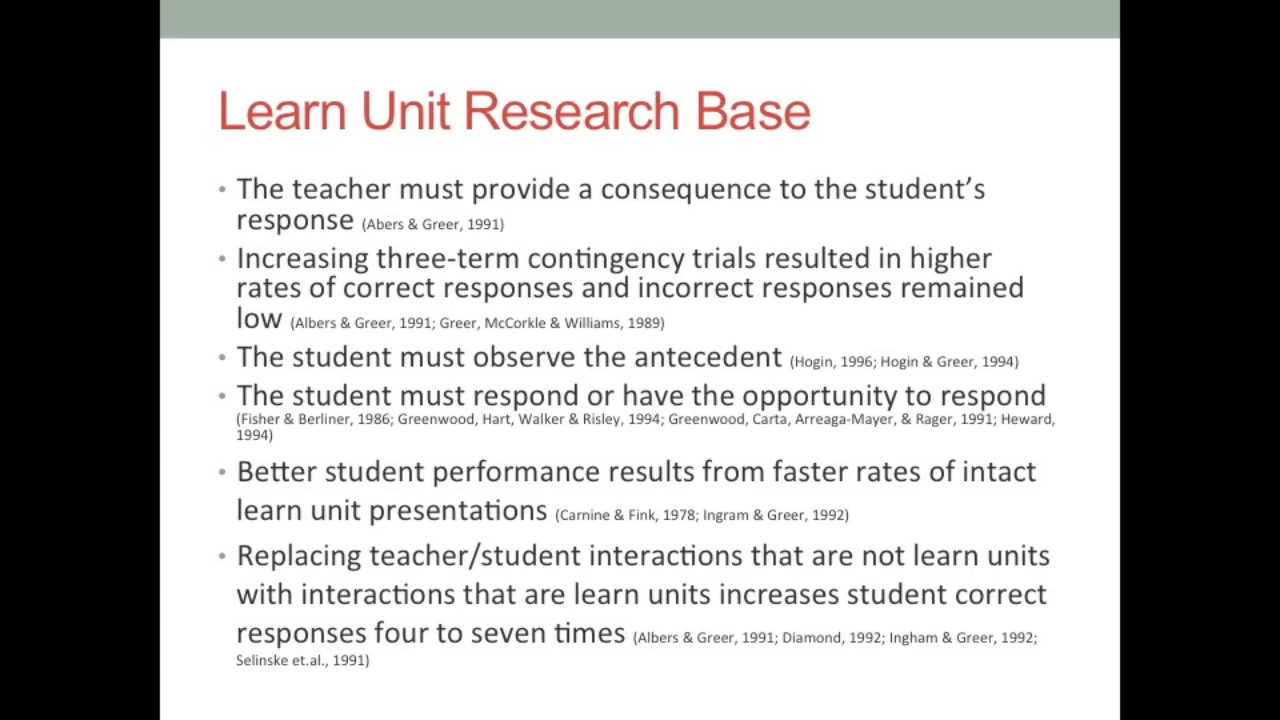 Learn Unit Research Base
• The teacher must provide a consequence to the student’s
response (Abers & Greer, 1991)
• Increasing three-term contingency trials resulted in higher
rates of correct responses and incorrect responses remained
low (Albers & Greer, 1991; Greer, McCorkle & Williams, 1989)
• The student must observe the antecedent (Hogin, 1996; Hogin & Greer, 1994)
• The student must respond or have the opportunity to respond
(Fisher & Berliner, 1986; Greenwood, Hart, Walker & Risley, 1994; Greenwood, Carta, Arreaga-Mayer, & Rager, 1991; Heward,
1994)
• Better student performance results from faster rates of intact
learn unit presentations (Carnine & Fink, 1978; Ingram & Greer, 1992)
• Replacing teacher/student interactions that are not learn units
with interactions that are learn units increases student correct
responses four to seven times (Albers & Greer, 1991; Diamond, 1992; Ingham & Greer, 1992;
Selinske et.al., 1991)